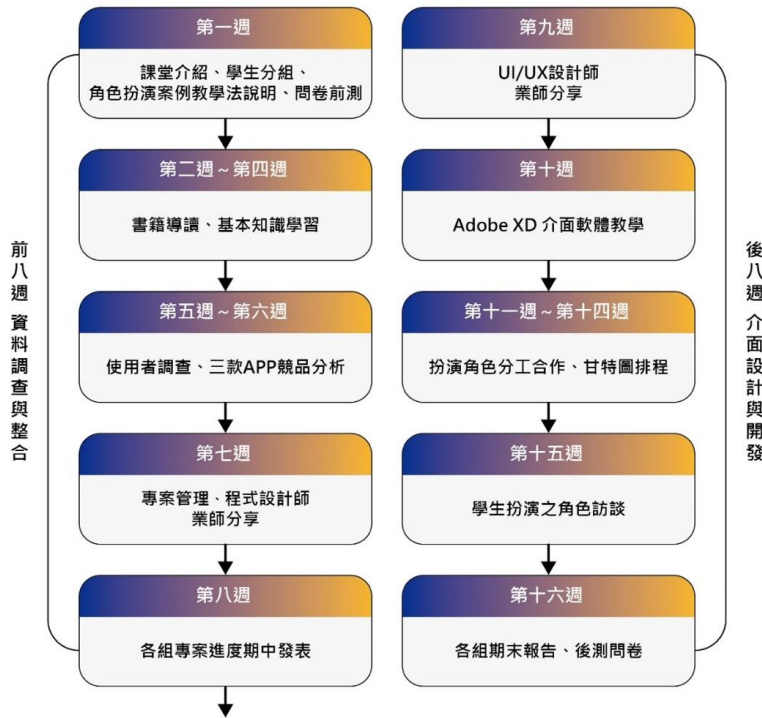 前八週 資料調查與整合
第一週
課堂介紹、學生分組、
角色扮演案例教學法說明、問卷前測
第二週~第四週
書籍導讀、基本知識學習
第五週~第六週
使用者調查、三款APP競品分析
第七週
專案管理、程式設計師
業師分享
第八週
各組專案進度期中發表
第九週
UI/UX設計師
業師分享
第十週
Adobe XD 介面軟體教學
第十一週~第十四週
扮演角色分工合作、甘特圖排程
第十五週
學生扮演之角色訪談
第十六週
各組期末報告、後測問卷
後八週 介面設計與開發